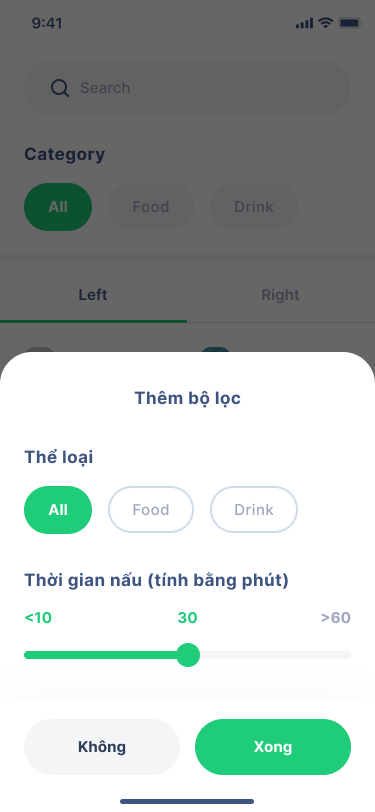 9:41
Search
Category
All Food Drink
Left Right
Thêm bộ lọc
Thể loại
All Food Drink
Thời gian nấu (tính bằng phút)
<10 30 >60
Không Xong